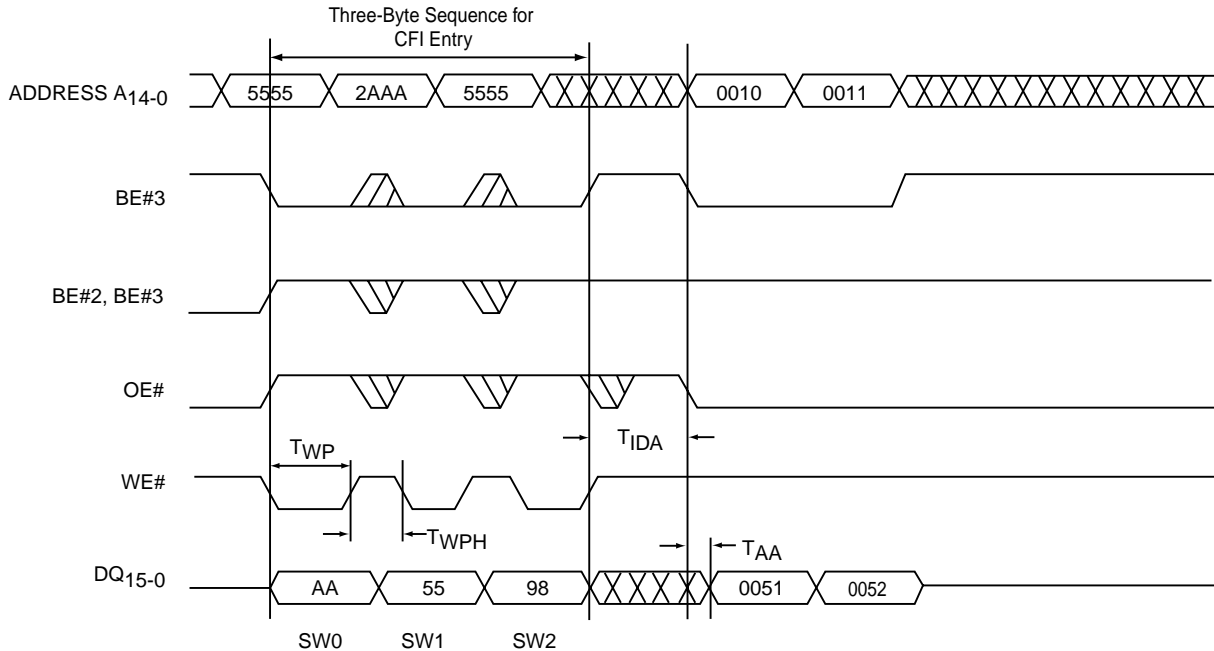 Three-Byte Sequence for
CFI Entry
ADDRESS A14-0
5555
2AAA
5555
0010
0011
BE#3
BE#2, BE#3
OE#
TIDA
TWP
WE#
TWPH
TAA
DQ15-0
AA
55
98
0051
0052
SW0
SW1
SW2